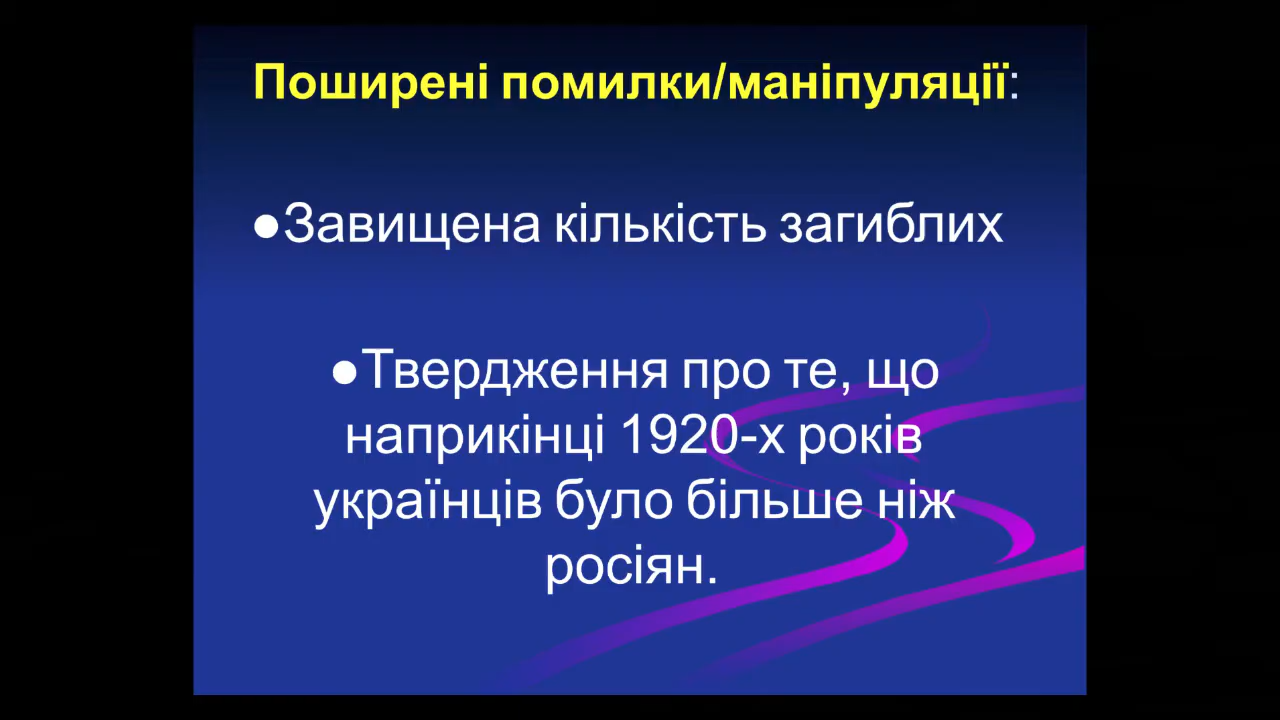 Поширені помилки/маніпуляції:
●Завищена кількість загиблих
●Твердження про те, що
наприкінці 1920-х років
українців було більше ніж
росіян.